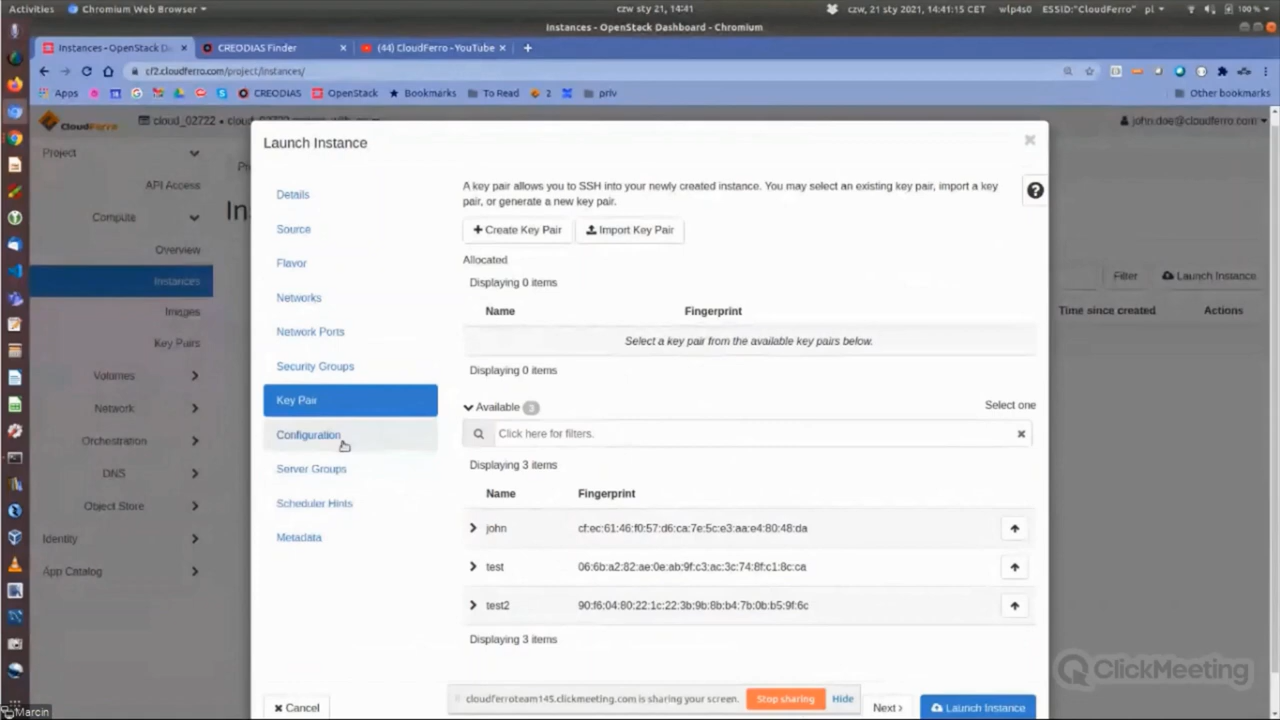 Activities Chromium Web Browser czw sty 21, 14:41 czw, 21 sty 2021, 14:41:15 CET wlp4s0 ESSID:"CloudFerro" pl 100 %
Instances - OpenStack Dashboard - Chromium
Instances - OpenStack Da × CREODIAS Finder × (44) CloudFerro - YouTube × +
cf2.cloudferro.com/project/instances/
Apps CREODIAS OpenStack Bookmarks To Read 2 priv Other bookmarks
CloudFerro cloud_02722 • john.doe@cloudferro.com
Launch Instance ×
Project
API Access
Compute
Overview
Instances
Images
Key Pairs
Volumes
Network
Orchestration
DNS
Object Store
Identity
App Catalog
Details
Source
Flavor
Networks
Network Ports
Security Groups
Key Pair
Configuration
Server Groups
Scheduler Hints
Metadata
A key pair allows you to SSH into your newly created instance. You may select an existing key pair, import a key
pair, or generate a new key pair.
?
+ Create Key Pair Import Key Pair
Allocated
Displaying 0 items
Name Fingerprint
Select a key pair from the available key pairs below.
Displaying 0 items
Available 3 Select one
Click here for filters. ×
Displaying 3 items
Name Fingerprint
john cf:ec:61:46:f0:57:d6:ca:7e:5c:e3:aa:e4:80:48:da
test 06:6b:a2:82:ae:0e:ab:9f:c3:ac:3c:74:8f:c1:8c:ca
test2 90:f6:04:80:22:1c:22:3b:9b:8b:b4:7b:0b:b5:9f:6c
Displaying 3 items
× Cancel Next › Launch Instance
Filter Launch Instance
Time since created Actions
cloudferroteam145.clickmeeting.com is sharing your screen. Stop sharing Hide
ClickMeeting
Marcin